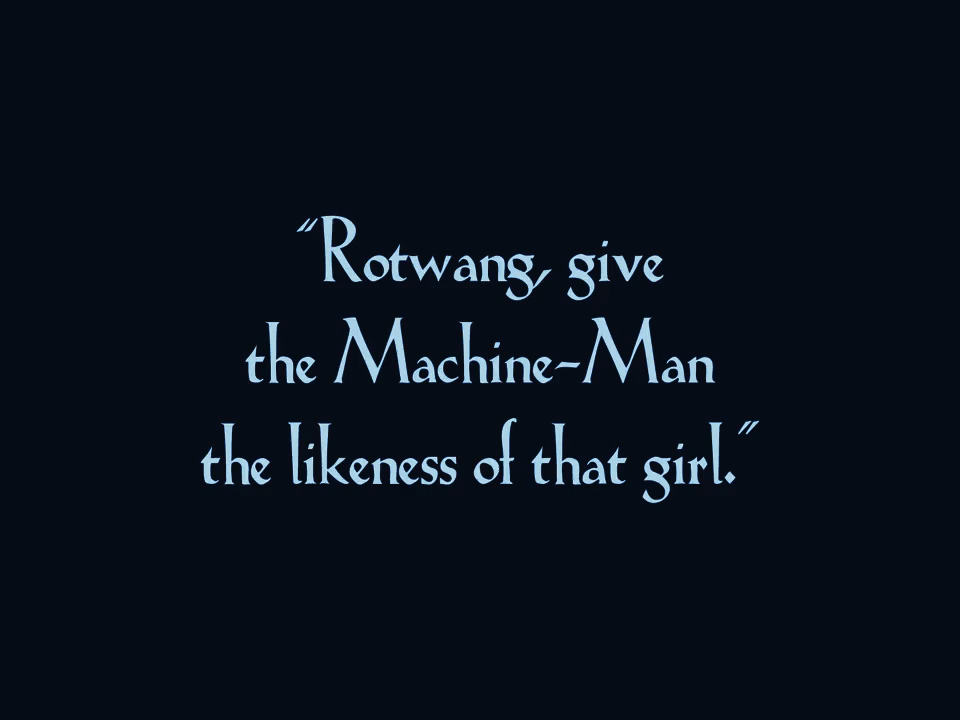 “Rotwang, give
the Machine-Man
the likeness of that girl.”